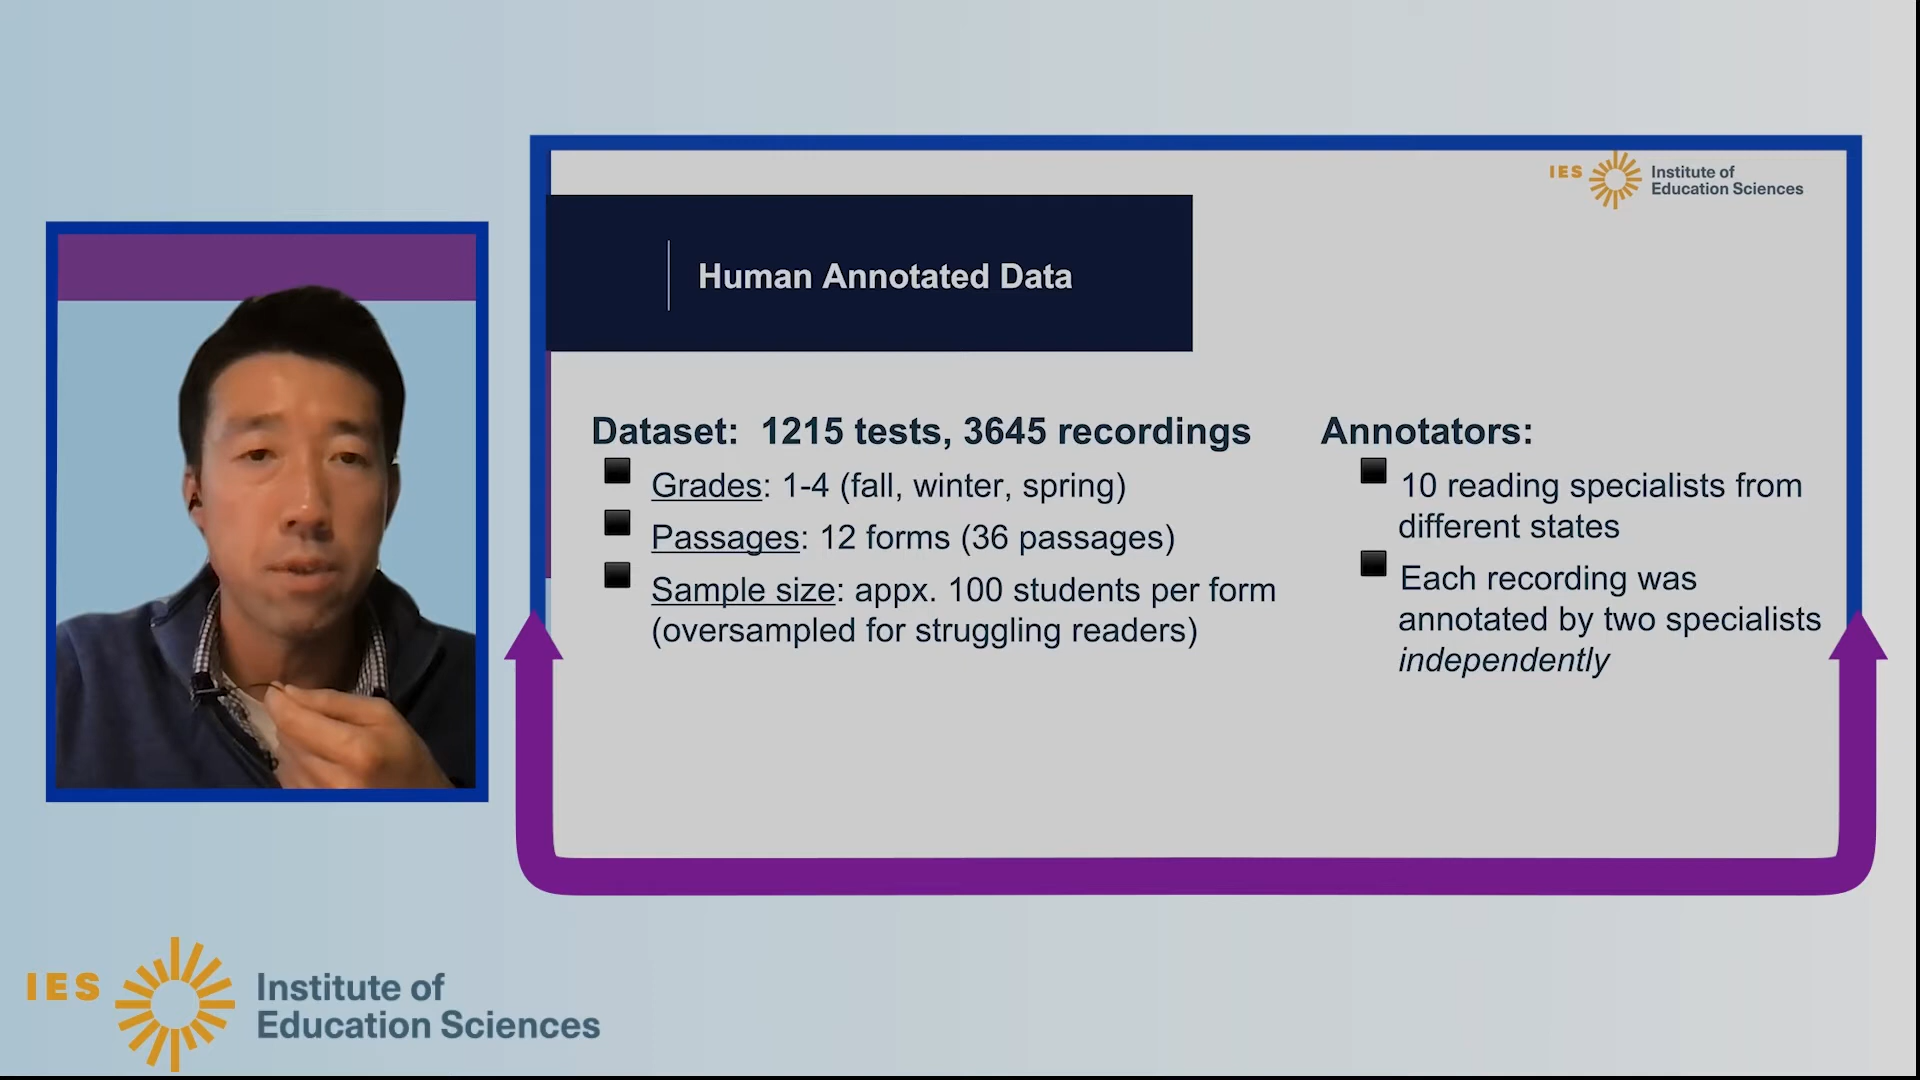 IES
Institute of
Education Sciences
Human Annotated Data
Dataset: 1215 tests, 3645 recordings
Grades: 1-4 (fall, winter, spring)
Passages: 12 forms (36 passages)
Sample size: appx. 100 students per form
(oversampled for struggling readers)
Annotators:
10 reading specialists from
different states
Each recording was
annotated by two specialists
independently
IES
Institute of
Education Sciences